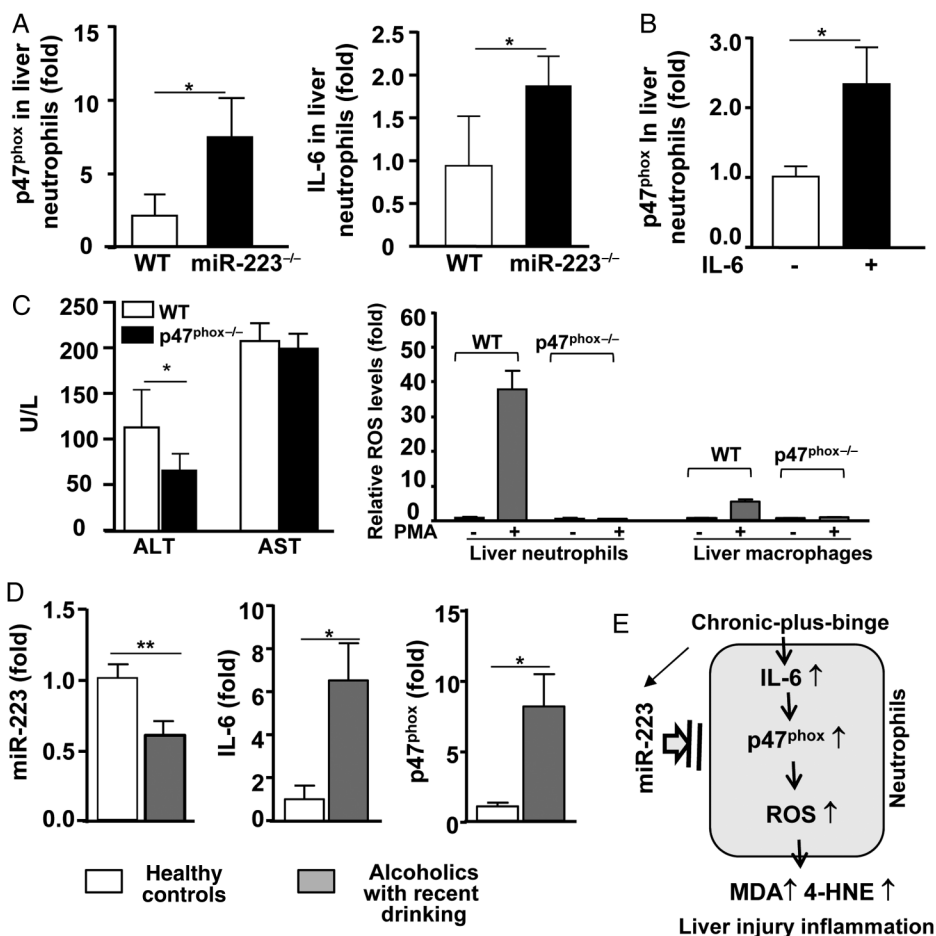 A
p47phox in liver
neutrophils (fold)
15
10
5
0
*
WT miR-223–/–
IL-6 in liver
neutrophils (fold)
2.5
2.0
1.5
1.0
0.5
0
*
WT miR-223–/–
B
p47phox In liver
neutrophils (fold)
3.0
2.0
1.0
0.0
*
IL-6 - +
C
U/L
250
200
150
100
50
0
WT
p47phox–/–
*
ALT AST
Relative ROS levels (fold)
60
50
40
30
20
10
0
WT p47phox–/–
WT p47phox–/–
PMA - + - + - + - +
Liver neutrophils Liver macrophages
D
miR-223 (fold)
1.5
1.0
0.5
0.0
**
IL-6 (fold)
10
8
6
4
2
0
*
p47phox (fold)
15
10
5
0
*
Healthy
controls
Alcoholics
with recent
drinking
E
Chronic-plus-binge
IL-6 ↑
p47phox ↑
ROS ↑
miR-223
Neutrophils
MDA↑ 4-HNE ↑
Liver injury inflammation